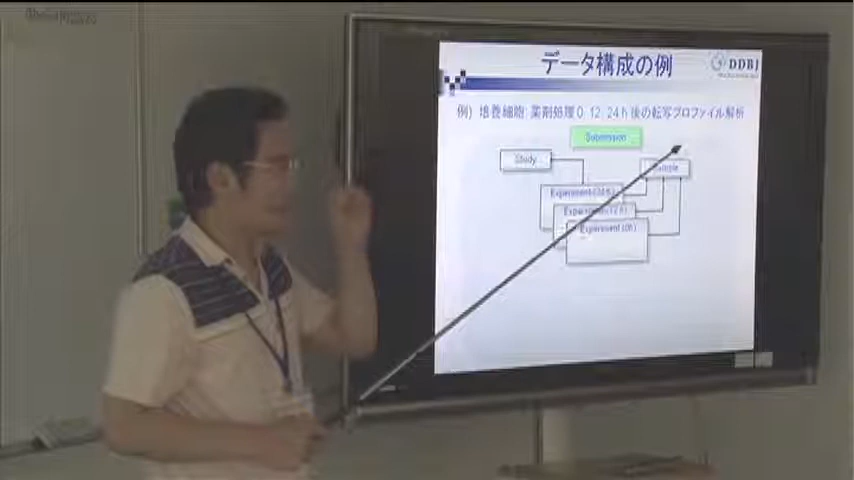 データ構成の例
DDBJ
例) 培養細胞: 薬剤処理 0, 12, 24 h 後の転写プロファイル解析
Submission
Study
Sample
Experiment (24 h)
Experiment (12 h)
Experiment (0h)